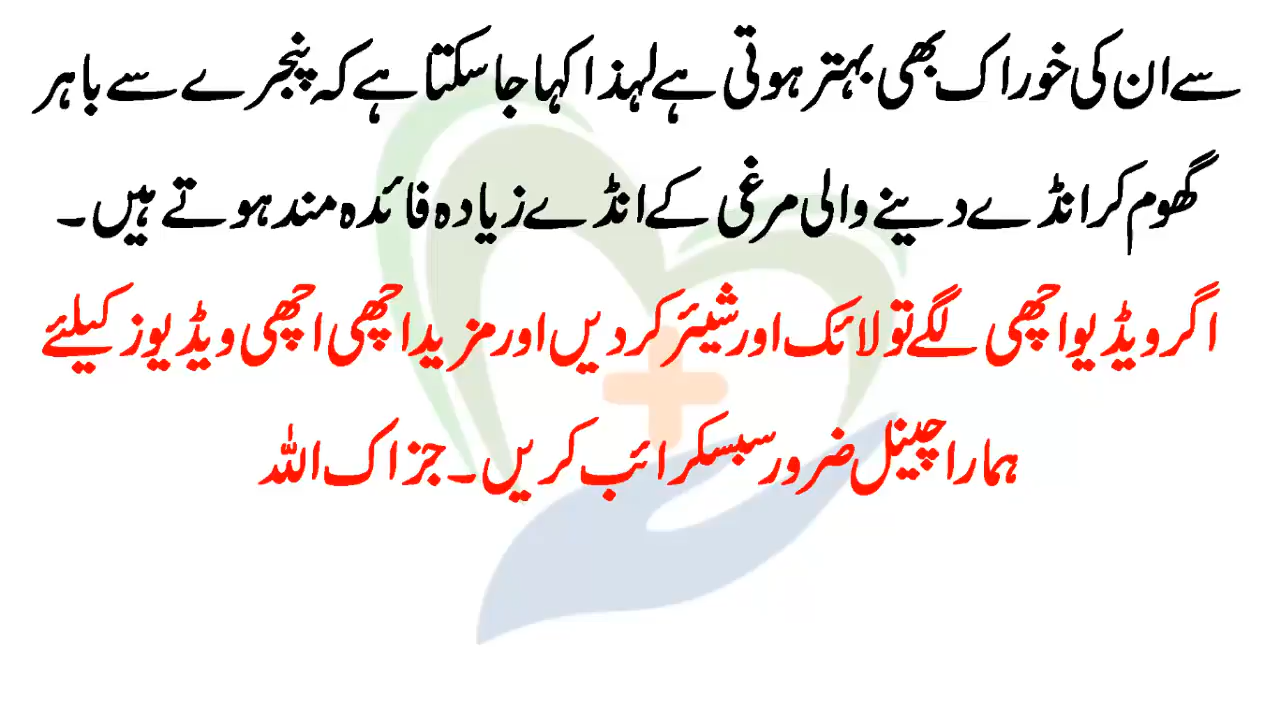 سے ان کی خوراک بھی بہتر ہوتی ہے لہذا کہا جا سکتا ہے کہ پنجرے سے باہر
گھوم کر انڈے دینے والی مرغی کے انڈے زیادہ فائدہ مند ہوتے ہیں۔
اگر ویڈیو اچھی لگے تو لائک اور شیئر کر دیں اور مزید اچھی اچھی ویڈیوز کیلئے
ہمارا چینل ضرور سبسکرائب کریں۔ جزاک اللہ